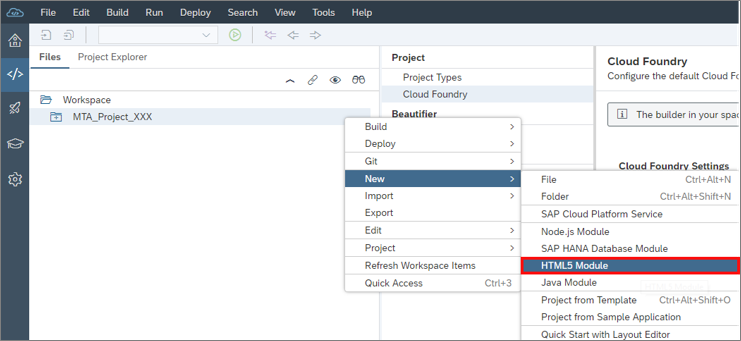 File Edit Build Run Deploy Search View Tools Help
Files Project Explorer
Workspace
MTA_Project_XXX
Project
Project Types
Cloud Foundry
Beautifier
Cloud Foundry
Configure the default Cloud Fo
The builder in your spac
Cloud Foundry Settings
Build
Deploy
Git
New
Import
Export
Edit
Project
Refresh Workspace Items
Quick Access Ctrl+3
File Ctrl+Alt+N
Folder Ctrl+Alt+Shift+N
SAP Cloud Platform Service
Node.js Module
SAP HANA Database Module
HTML5 Module
Java Module
Project from Template Ctrl+Alt+Shift+O
Project from Sample Application
Quick Start with Layout Editor